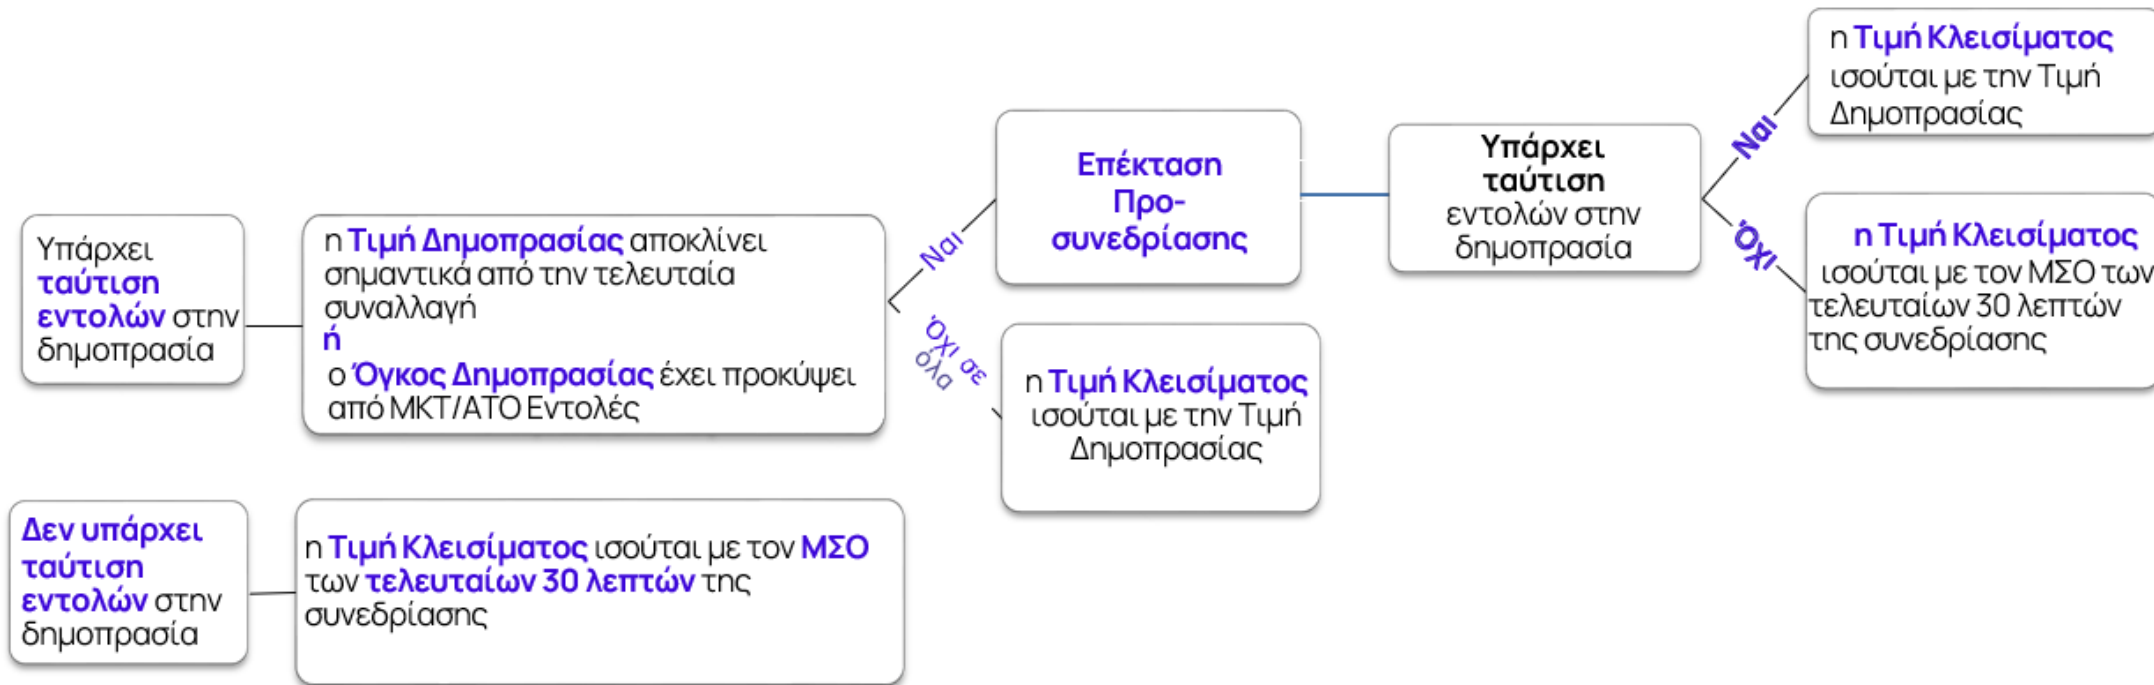 Υπάρχει
ταύτιση
εντολών στην
δημοπρασία
η Τιμή Δημοπρασίας αποκλίνει
σημαντικά από την τελευταία
συναλλαγή
ή
ο Όγκος Δημοπρασίας έχει προκύψει
από ΜΚΤ/ΑΤΟ Εντολές
Ναι
Όχι σε
όλα
Επέκταση
Προ-
συνεδρίασης
η Τιμή Κλεισίματος
ισούται με την Τιμή
Δημοπρασίας
Υπάρχει
ταύτιση
εντολών στην
δημοπρασία
Ναι
Όχι
η Τιμή Κλεισίματος
ισούται με την Τιμή
Δημοπρασίας
η Τιμή Κλεισίματος
ισούται με τον ΜΣΟ των
τελευταίων 30 λεπτών
της συνεδρίασης
Δεν υπάρχει
ταύτιση
εντολών στην
δημοπρασία
η Τιμή Κλεισίματος ισούται με τον ΜΣΟ
των τελευταίων 30 λεπτών της
συνεδρίασης